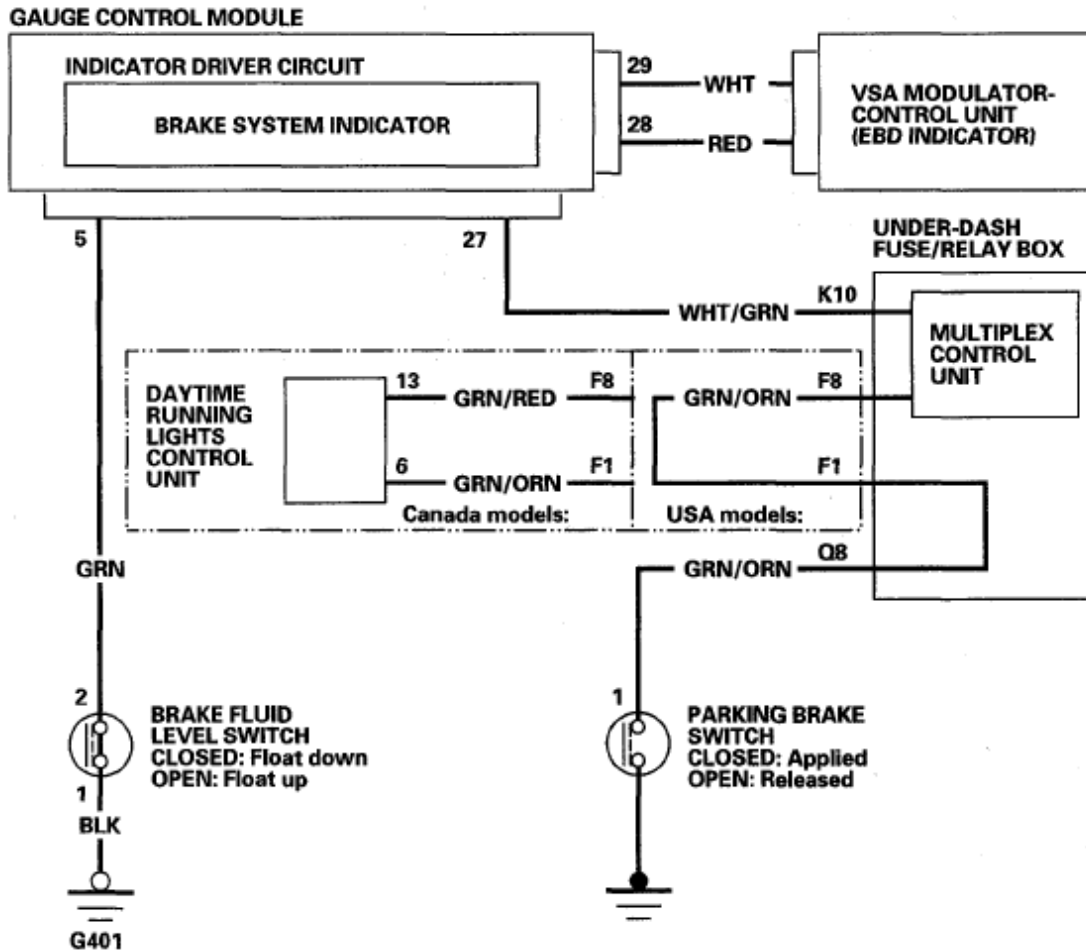 GAUGE CONTROL MODULE
INDICATOR DRIVER CIRCUIT
BRAKE SYSTEM INDICATOR
29
WHT
28
RED
VSA MODULATOR-
CONTROL UNIT
(EBD INDICATOR)
5
27
UNDER-DASH
FUSE/RELAY BOX
WHT/GRN
K10
MULTIPLEX
CONTROL
UNIT
DAYTIME
RUNNING
LIGHTS
CONTROL
UNIT
13
GRN/RED
F8
6
GRN/ORN
F1
Canada models:
GRN/ORN
F8
F1
USA models:
GRN/ORN
Q8
GRN
2
BRAKE FLUID
LEVEL SWITCH
CLOSED: Float down
OPEN: Float up
1
BLK
G401
1
PARKING BRAKE
SWITCH
CLOSED: Applied
OPEN: Released